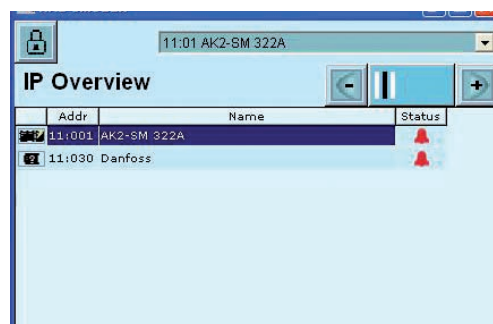 11:01 AK2-SM 322A
IP Overview
Addr Name Status
11:001 AK2-SM 322A
11:030 Danfoss